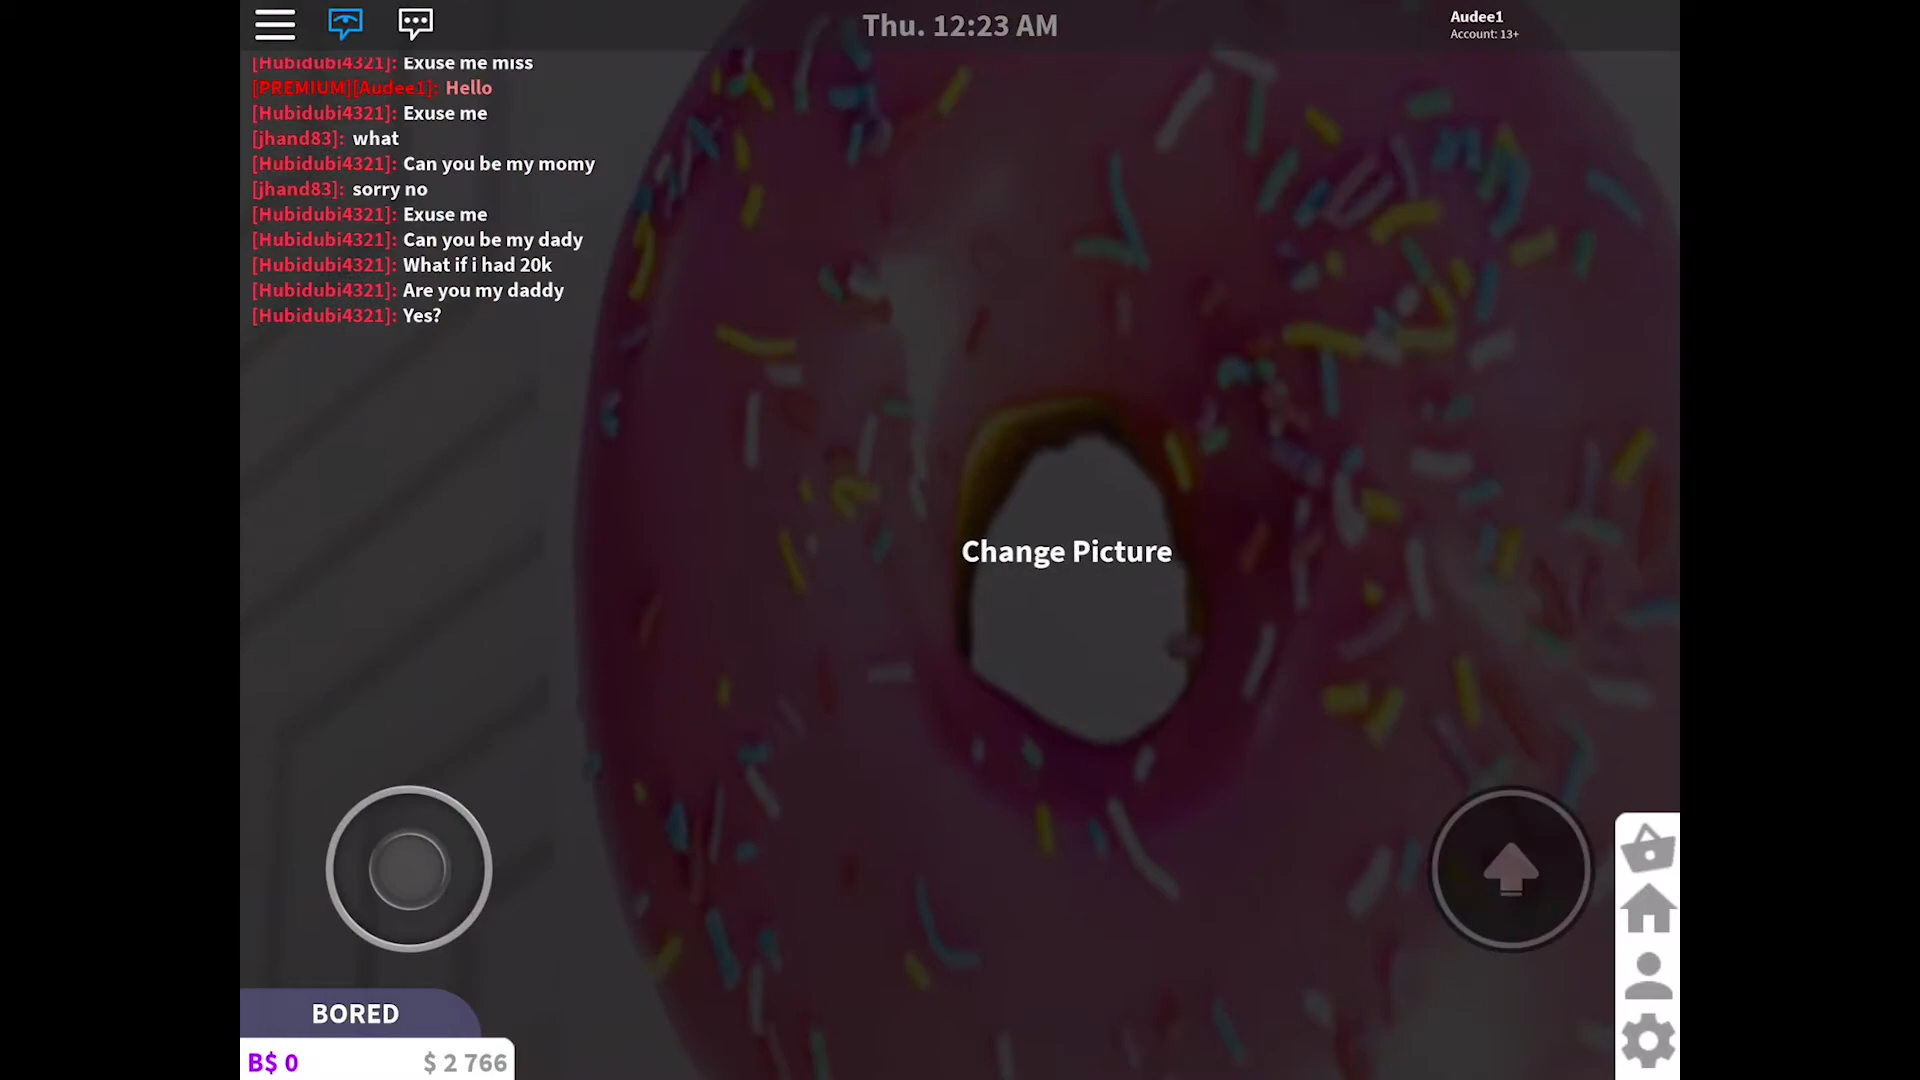 Thu. 12:23 AM
Audee1
Account: 13+
[Hubidubi4321]: Exuse me miss
[PREMIUM][Audee1]: Hello
[Hubidubi4321]: Exuse me
[jhand83]: what
[Hubidubi4321]: Can you be my momy
[jhand83]: sorry no
[Hubidubi4321]: Exuse me
[Hubidubi4321]: Can you be my dady
[Hubidubi4321]: What if i had 20k
[Hubidubi4321]: Are you my daddy
[Hubidubi4321]: Yes?
Change Picture
BORED
B$ 0
$ 2 766